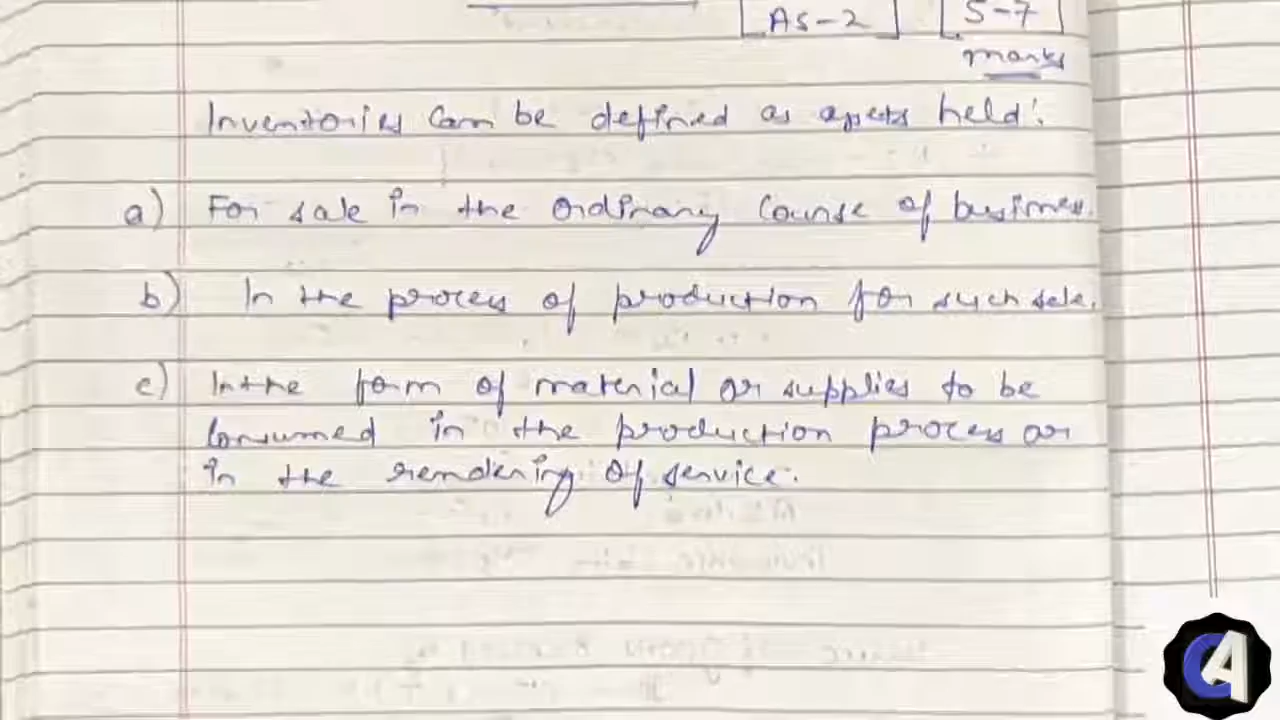 [AS-2] [5-7]
marks
Inventories can be defined as assets held:
a) For sale in the ordinary course of business.
b) In the process of production for such sale.
c) In the form of material or supplies to be
consumed in the production process or
in the rendering of service.
CA